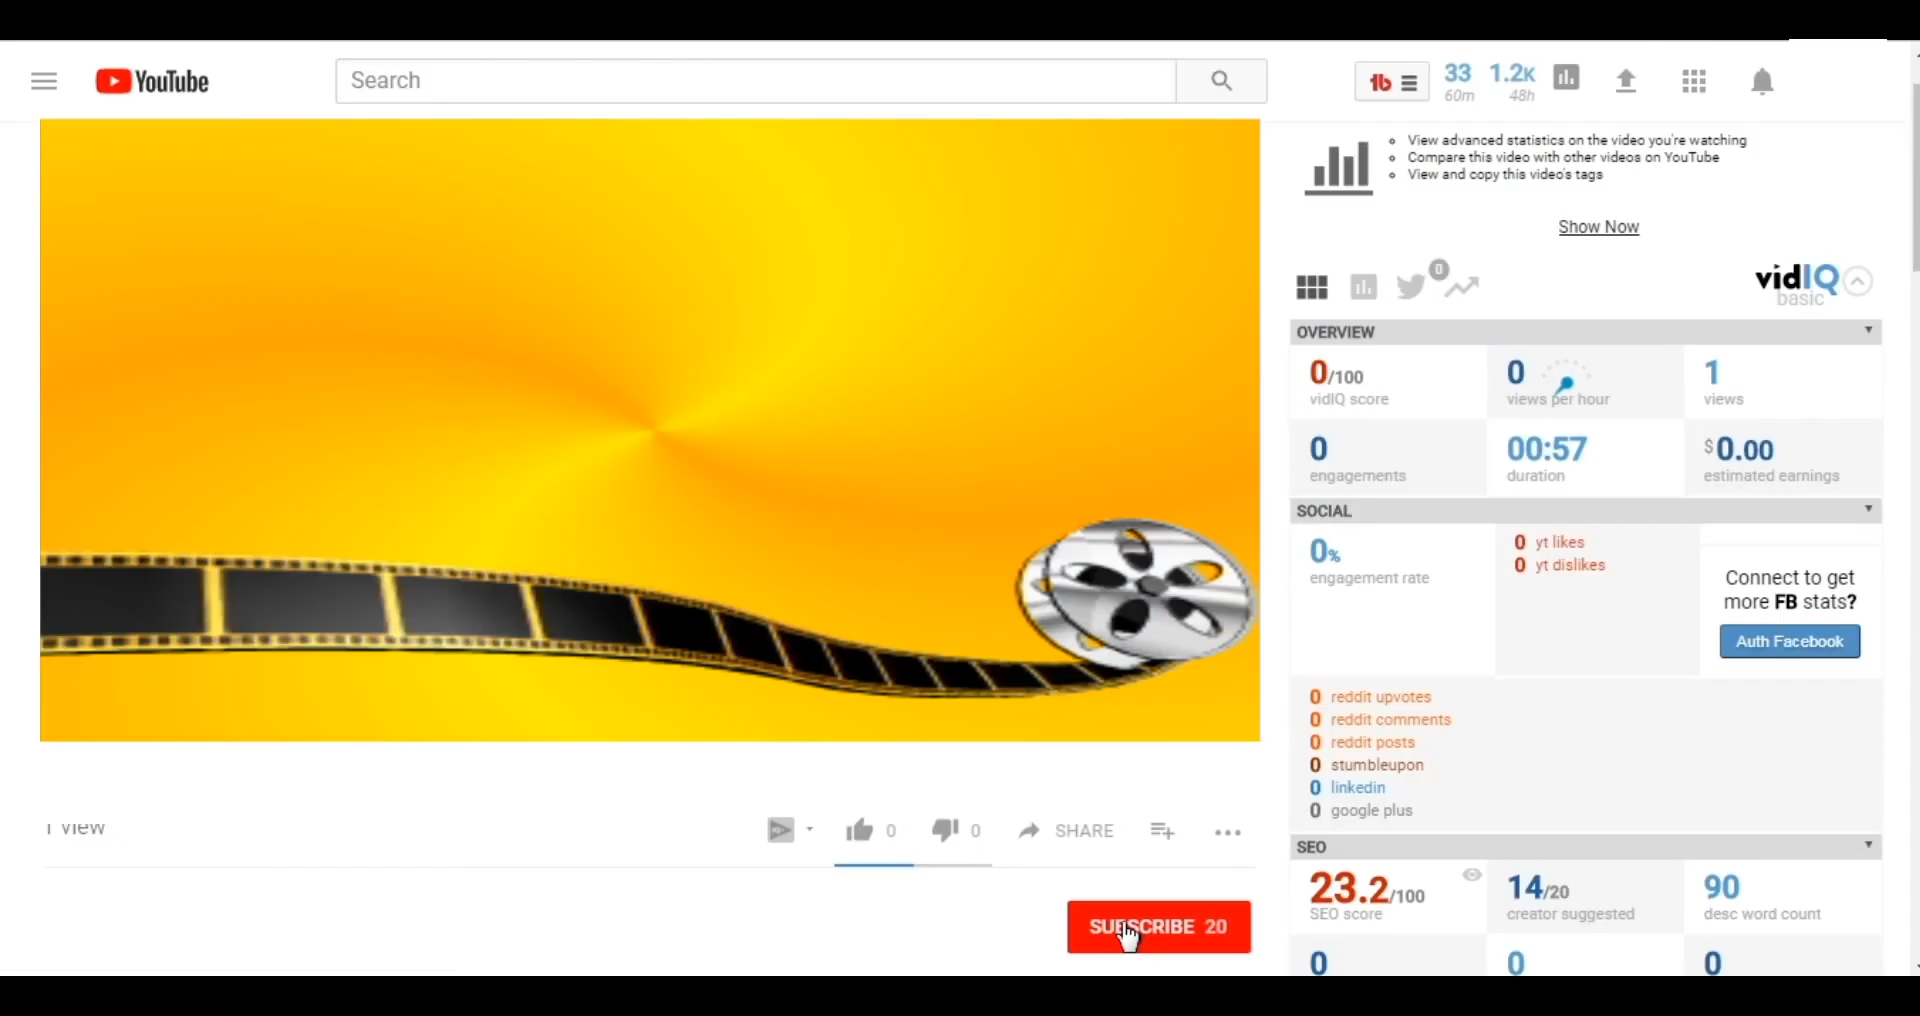 YouTube
Search
33
60m
1.2K
48h
View advanced statistics on the video you're watching
Compare this video with other videos on YouTube
View and copy this video's tags
Show Now
0
vidIQ
basic
OVERVIEW
0/100
vidIQ score
0
views per hour
1
views
0
engagements
00:57
duration
$0.00
estimated earnings
SOCIAL
0%
engagement rate
0 yt likes
0 yt dislikes
Connect to get
more FB stats?
Auth Facebook
0 reddit upvotes
0 reddit comments
0 reddit posts
0 stumbleupon
0 linkedin
0 google plus
1 view
0
0
SHARE
SUBSCRIBE 20
SEO
23.2/100
SEO score
14/20
creator suggested
90
desc word count
0
0
0